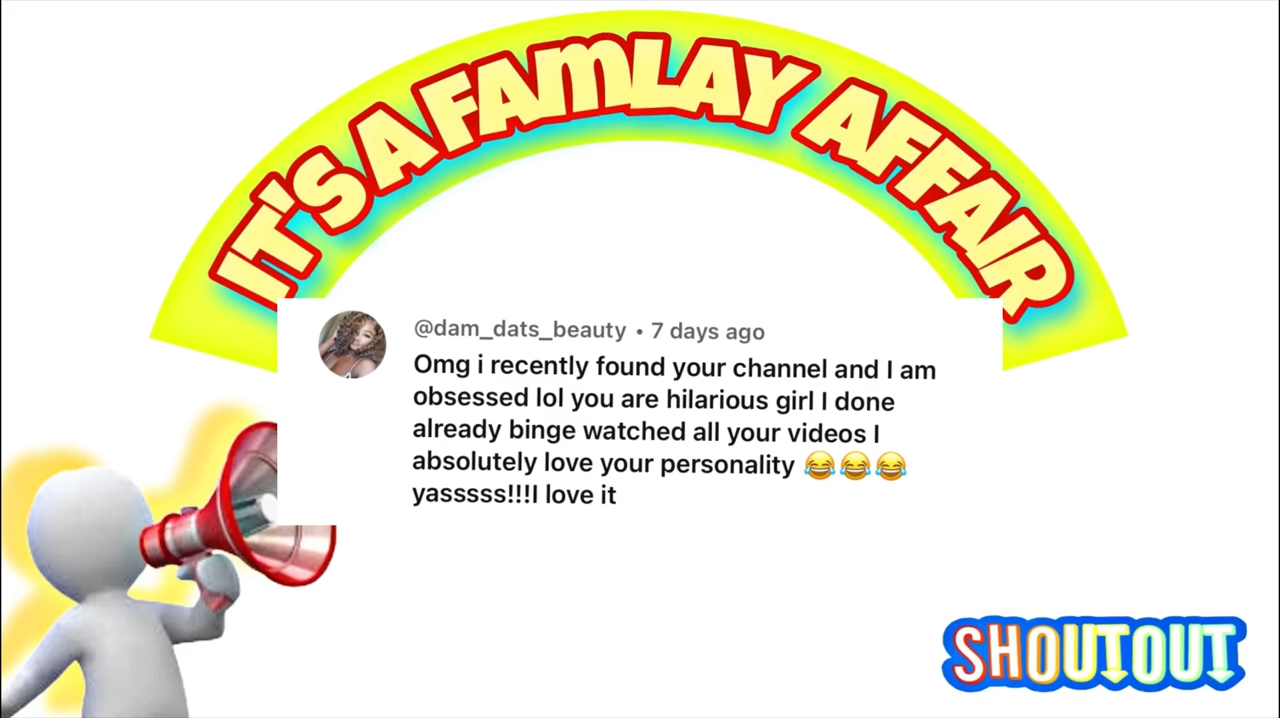 IT'S A FAMLAY AFFAIR
@dam_dats_beauty • 7 days ago
Omg i recently found your channel and I am
obsessed lol you are hilarious girl I done
already binge watched all your videos I
absolutely love your personality 😂😂😂
yasssss!!!I love it
SHOUTOUT